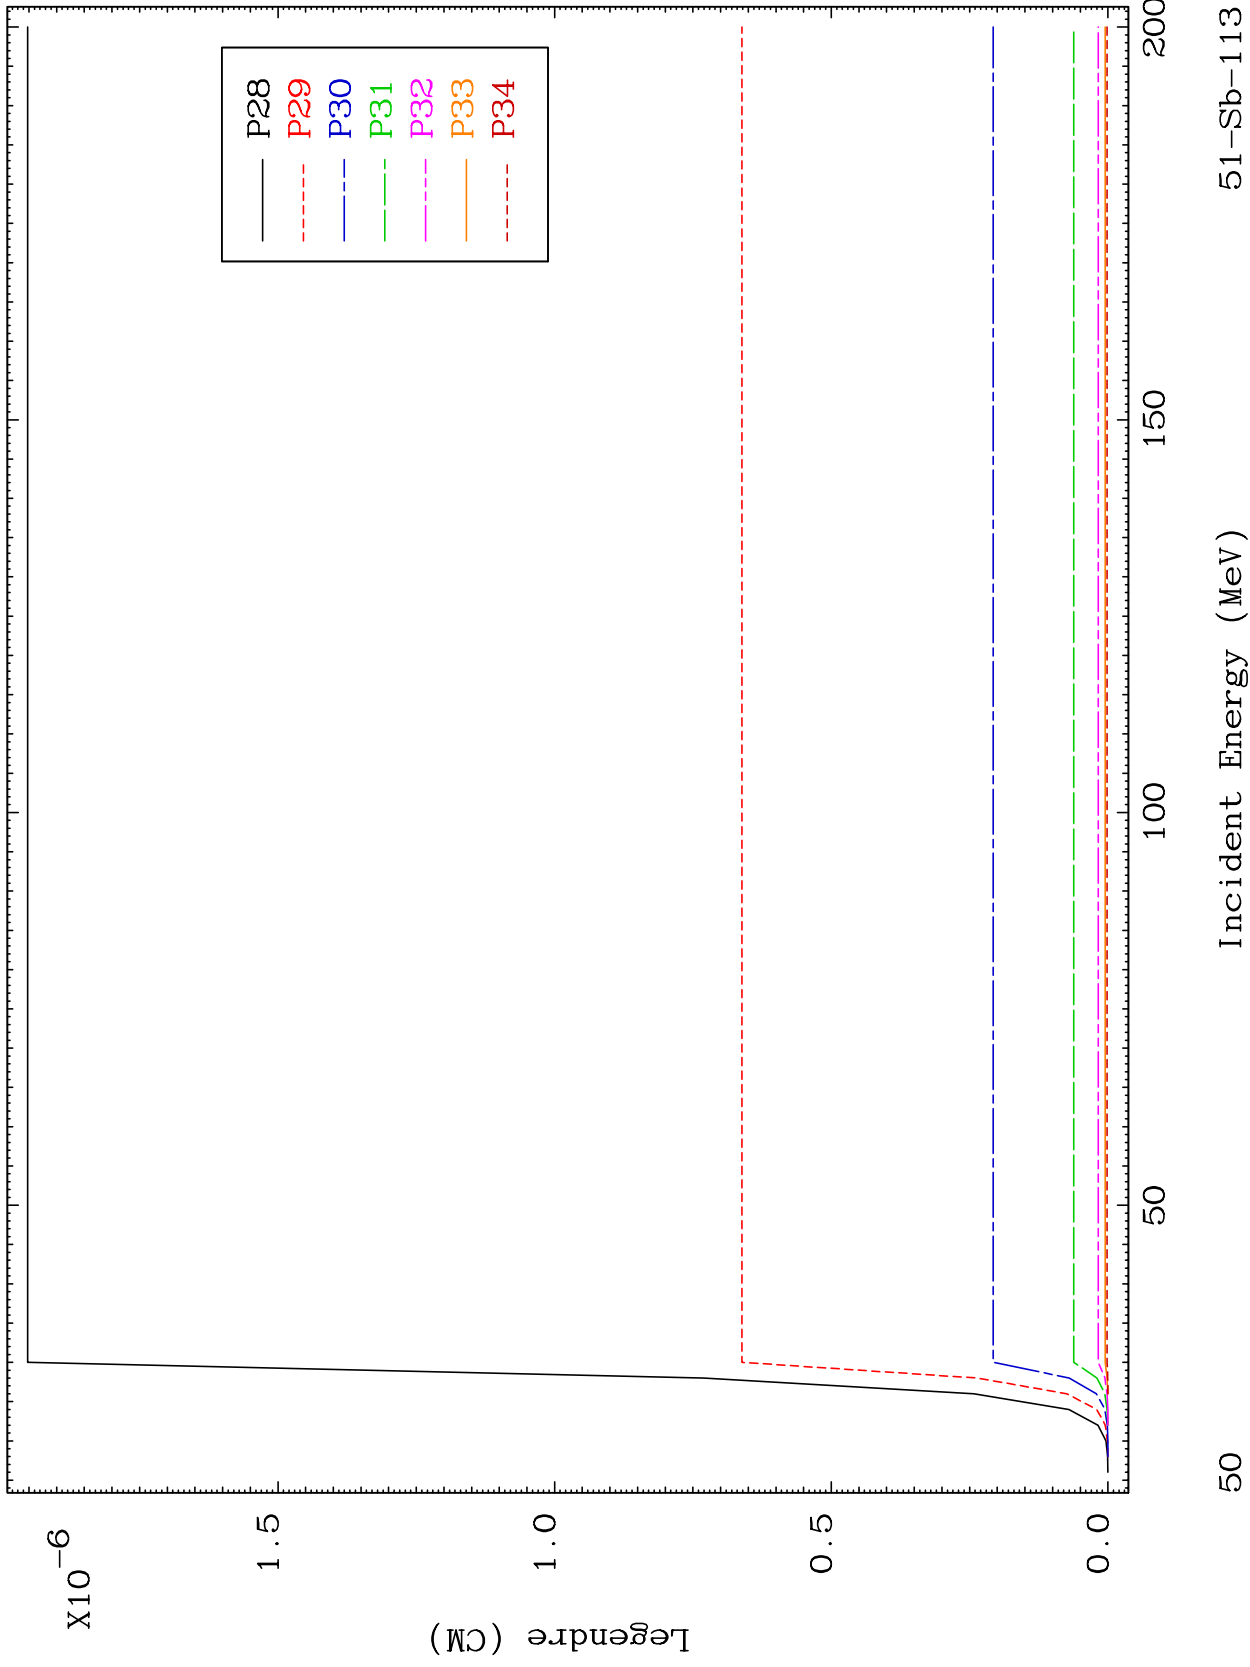 X10-6
1.5
1.0
0.5
0.0
Legendre (CM)
P28
P29
P30
P31
P32
P33
P34
50
100
150
200
Incident Energy (MeV)
50
51-Sb-113